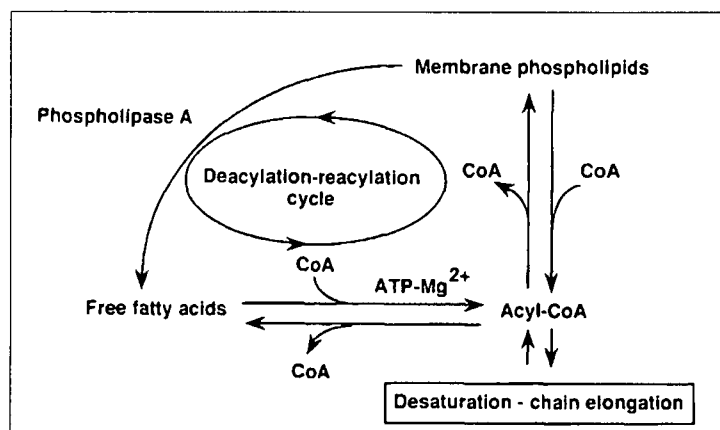 Membrane phospholipids
Phospholipase A
Deacylation-reacylation
cycle
CoA
CoA
CoA
ATP-Mg2+
Free fatty acids
Acyl-CoA
CoA
Desaturation - chain elongation